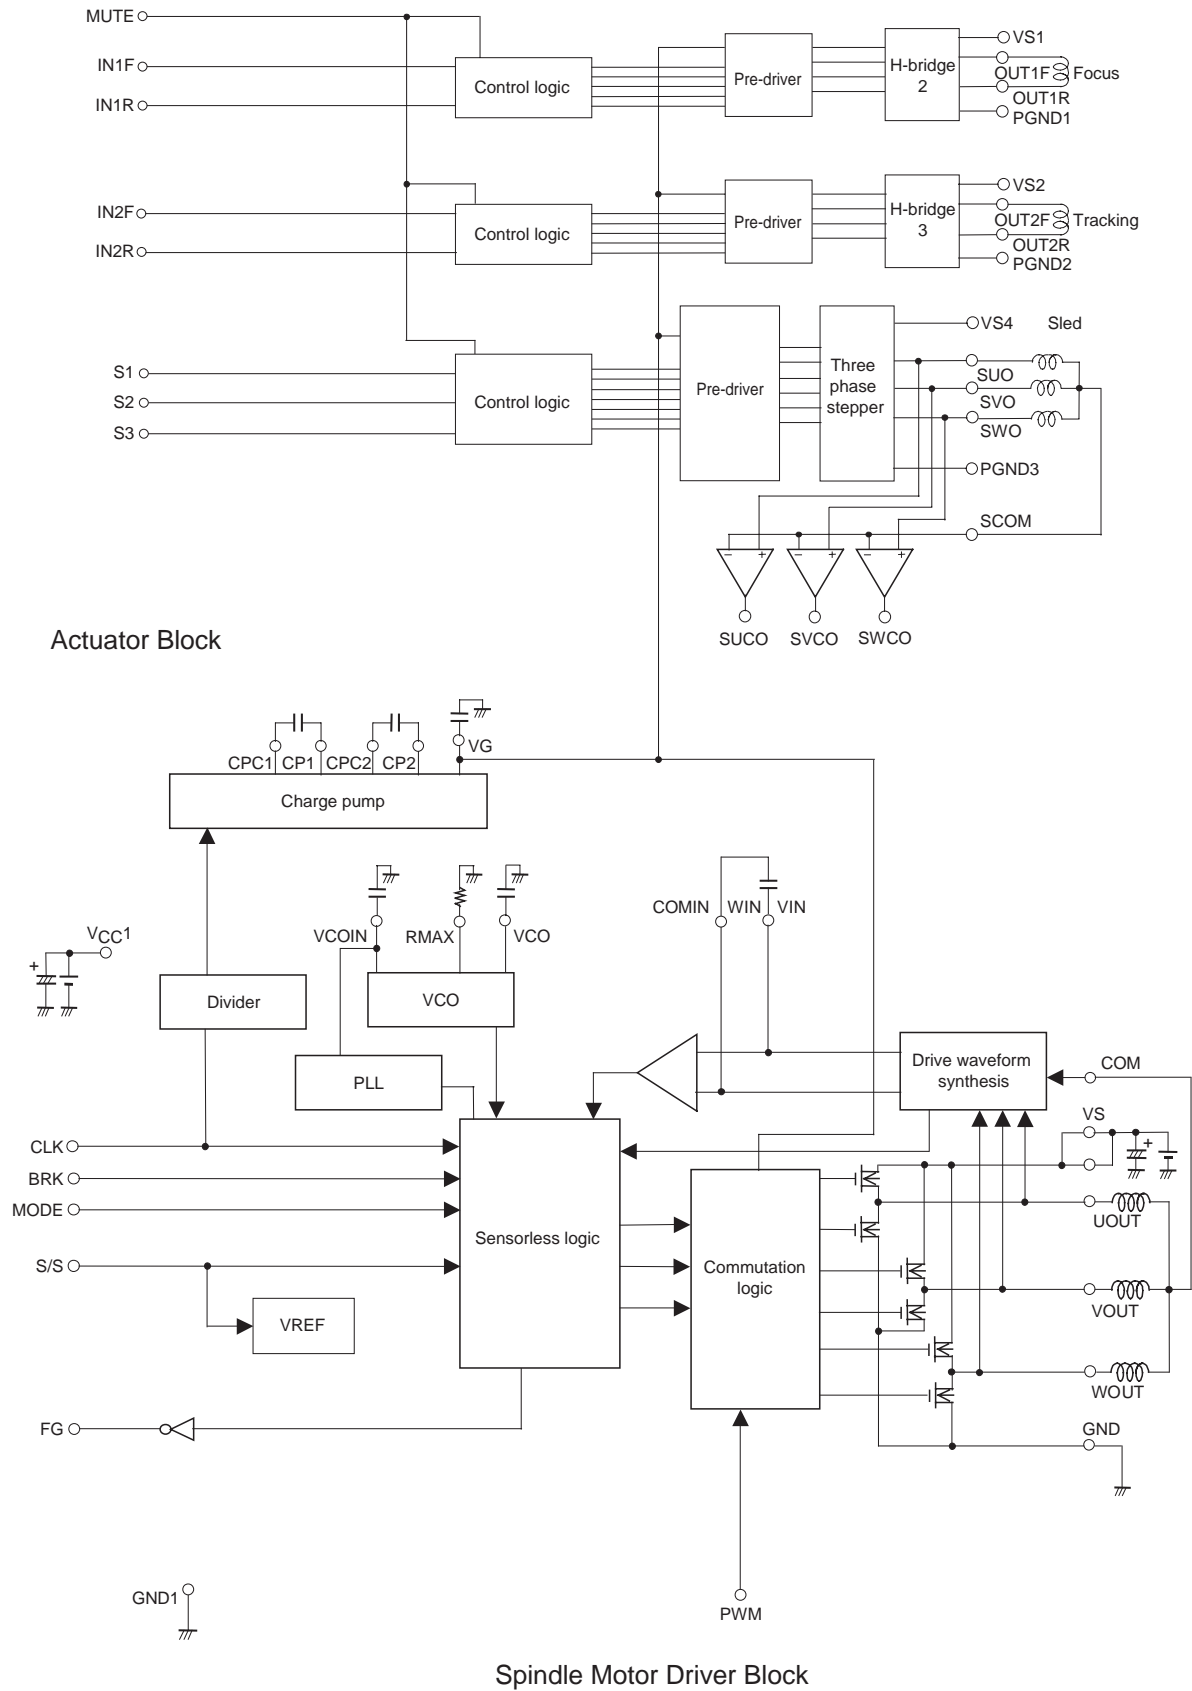 MUTE
IN1F
IN1R
Control logic
Pre-driver
H-bridge
2
VS1
OUT1F
Focus
OUT1R
PGND1
IN2F
IN2R
Control logic
Pre-driver
H-bridge
3
VS2
OUT2F
Tracking
OUT2R
PGND2
S1
S2
S3
Control logic
Pre-driver
Three
phase
stepper
VS4
Sled
SUO
SVO
SWO
PGND3
SCOM
− +
− +
− +
SUCO
SVCO
SWCO
Actuator Block
CPC1
CP1
CPC2
CP2
VG
Charge pump
VCC1
+
VCOIN
RMAX
VCO
COMIN
WIN
VIN
Divider
VCO
PLL
Drive waveform
synthesis
COM
VS
+
CLK
BRK
MODE
S/S
VREF
FG
Sensorless logic
Commutation
logic
UOUT
VOUT
WOUT
GND
GND1
PWM
Spindle Motor Driver Block